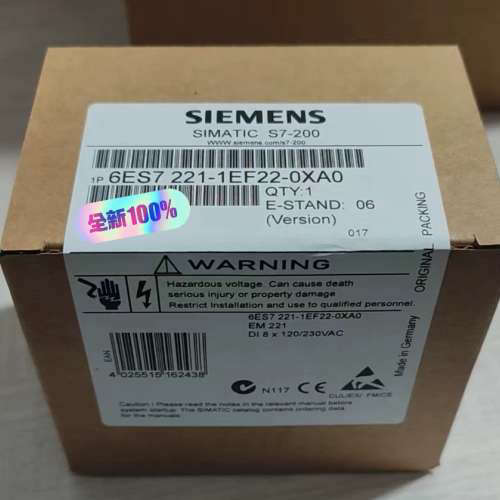 SIEMENS
SIMATIC S7-200
www.siemens.com/s7-200
1P 6ES7 221-1EF22-0XA0
QTY:1
E-STAND: 06
(Version)
全新100%
017
ORIGINAL PACKING
WARNING
Hazardous voltage. Can cause death
serious injury or property damage
Restrict Installation and use to qualified personnel.
6ES7 221-1EF22-0XA0
EM 221
DI 8 x 120/230VAC
Made in Germany
EAN
4 025515 162438
N117 CE
CUL/EX/ FM/CE
Caution : Please read the notes in the relevant manual before
system startup. The SIMATIC catalog contains ordering data
for the manuals.